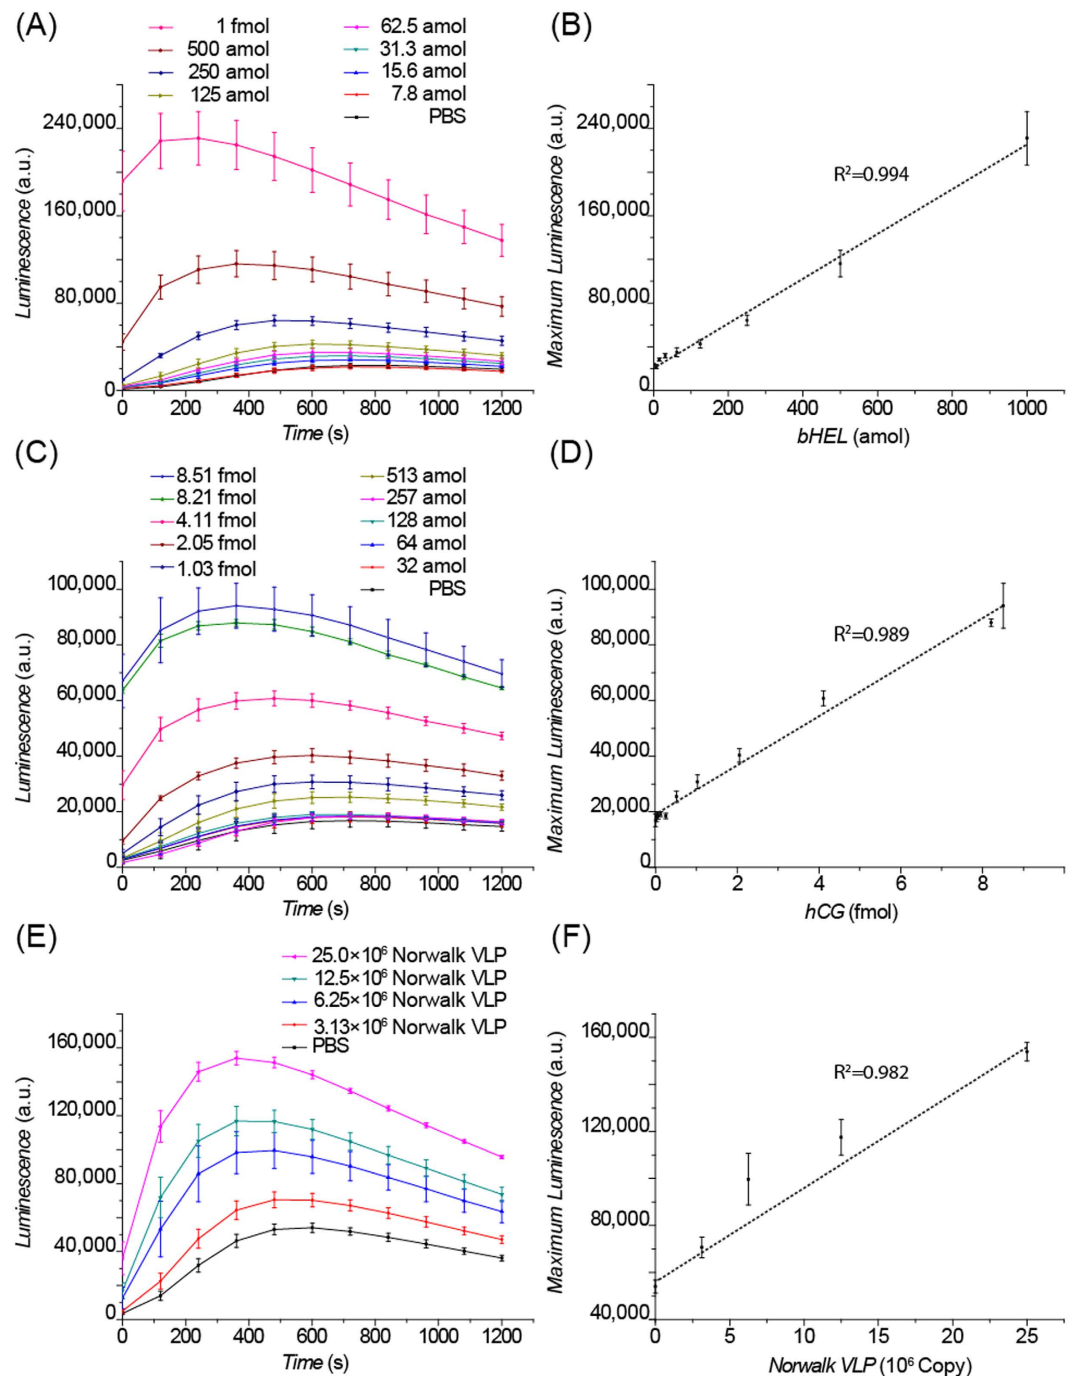 (A)
1 fmol
500 amol
250 amol
125 amol
62.5 amol
31.3 amol
15.6 amol
7.8 amol
PBS
240,000
160,000
80,000
0
Luminescence (a.u.)
0 200 400 600 800 1000 1200
Time (s)
(B)
240,000
160,000
80,000
0
Maximum Luminescence (a.u.)
R²=0.994
0 200 400 600 800 1000
bHEL (amol)
(C)
8.51 fmol
8.21 fmol
4.11 fmol
2.05 fmol
1.03 fmol
513 amol
257 amol
128 amol
64 amol
32 amol
PBS
100,000
80,000
60,000
40,000
20,000
0
Luminescence (a.u.)
0 200 400 600 800 1000 1200
Time (s)
(D)
100,000
80,000
60,000
40,000
20,000
0
Maximum Luminescence (a.u.)
R²=0.989
0 2 4 6 8
hCG (fmol)
(E)
25.0×10⁶ Norwalk VLP
12.5×10⁶ Norwalk VLP
6.25×10⁶ Norwalk VLP
3.13×10⁶ Norwalk VLP
PBS
160,000
120,000
80,000
40,000
0
Luminescence (a.u.)
0 200 400 600 800 1000 1200
Time (s)
(F)
160,000
120,000
80,000
40,000
Maximum Luminescence (a.u.)
R²=0.982
0 5 10 15 20 25
Norwalk VLP (10⁶ Copy)